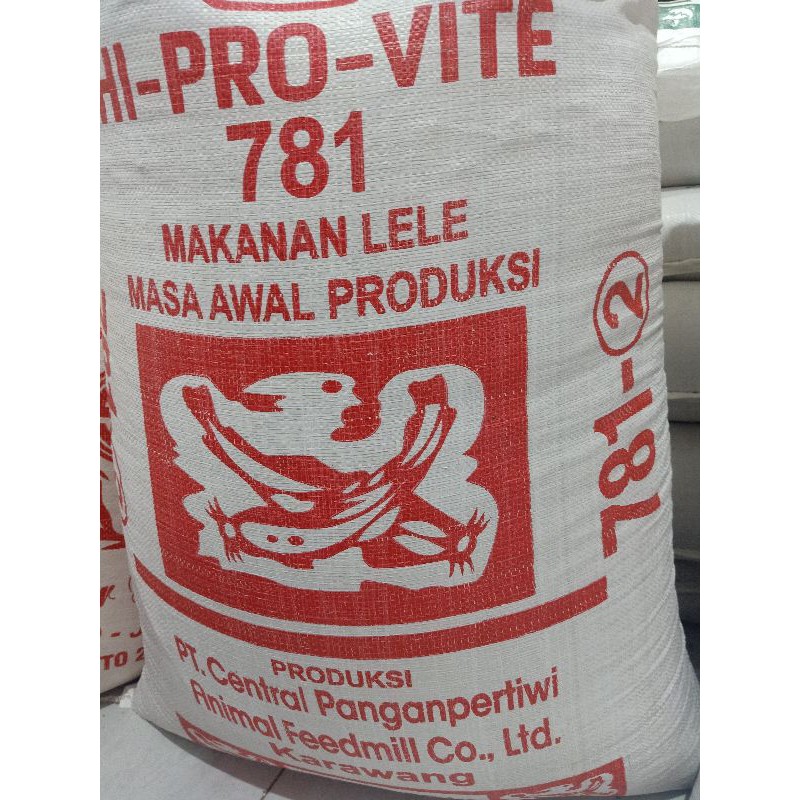 HI-PRO-VITE
781
MAKANAN LELE
MASA AWAL PRODUKSI
781-2
PRODUKSI
PT. Central Panganpertiwi
Animal Feedmill Co., Ltd.
Karawang